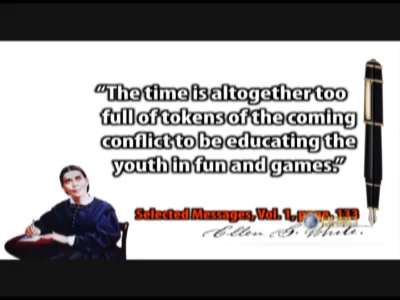 “The time is altogether too
full of tokens of the coming
conflict to be educating the
youth in fun and games.”
Selected Messages, Vol. 1, 133
Ellen G. White.